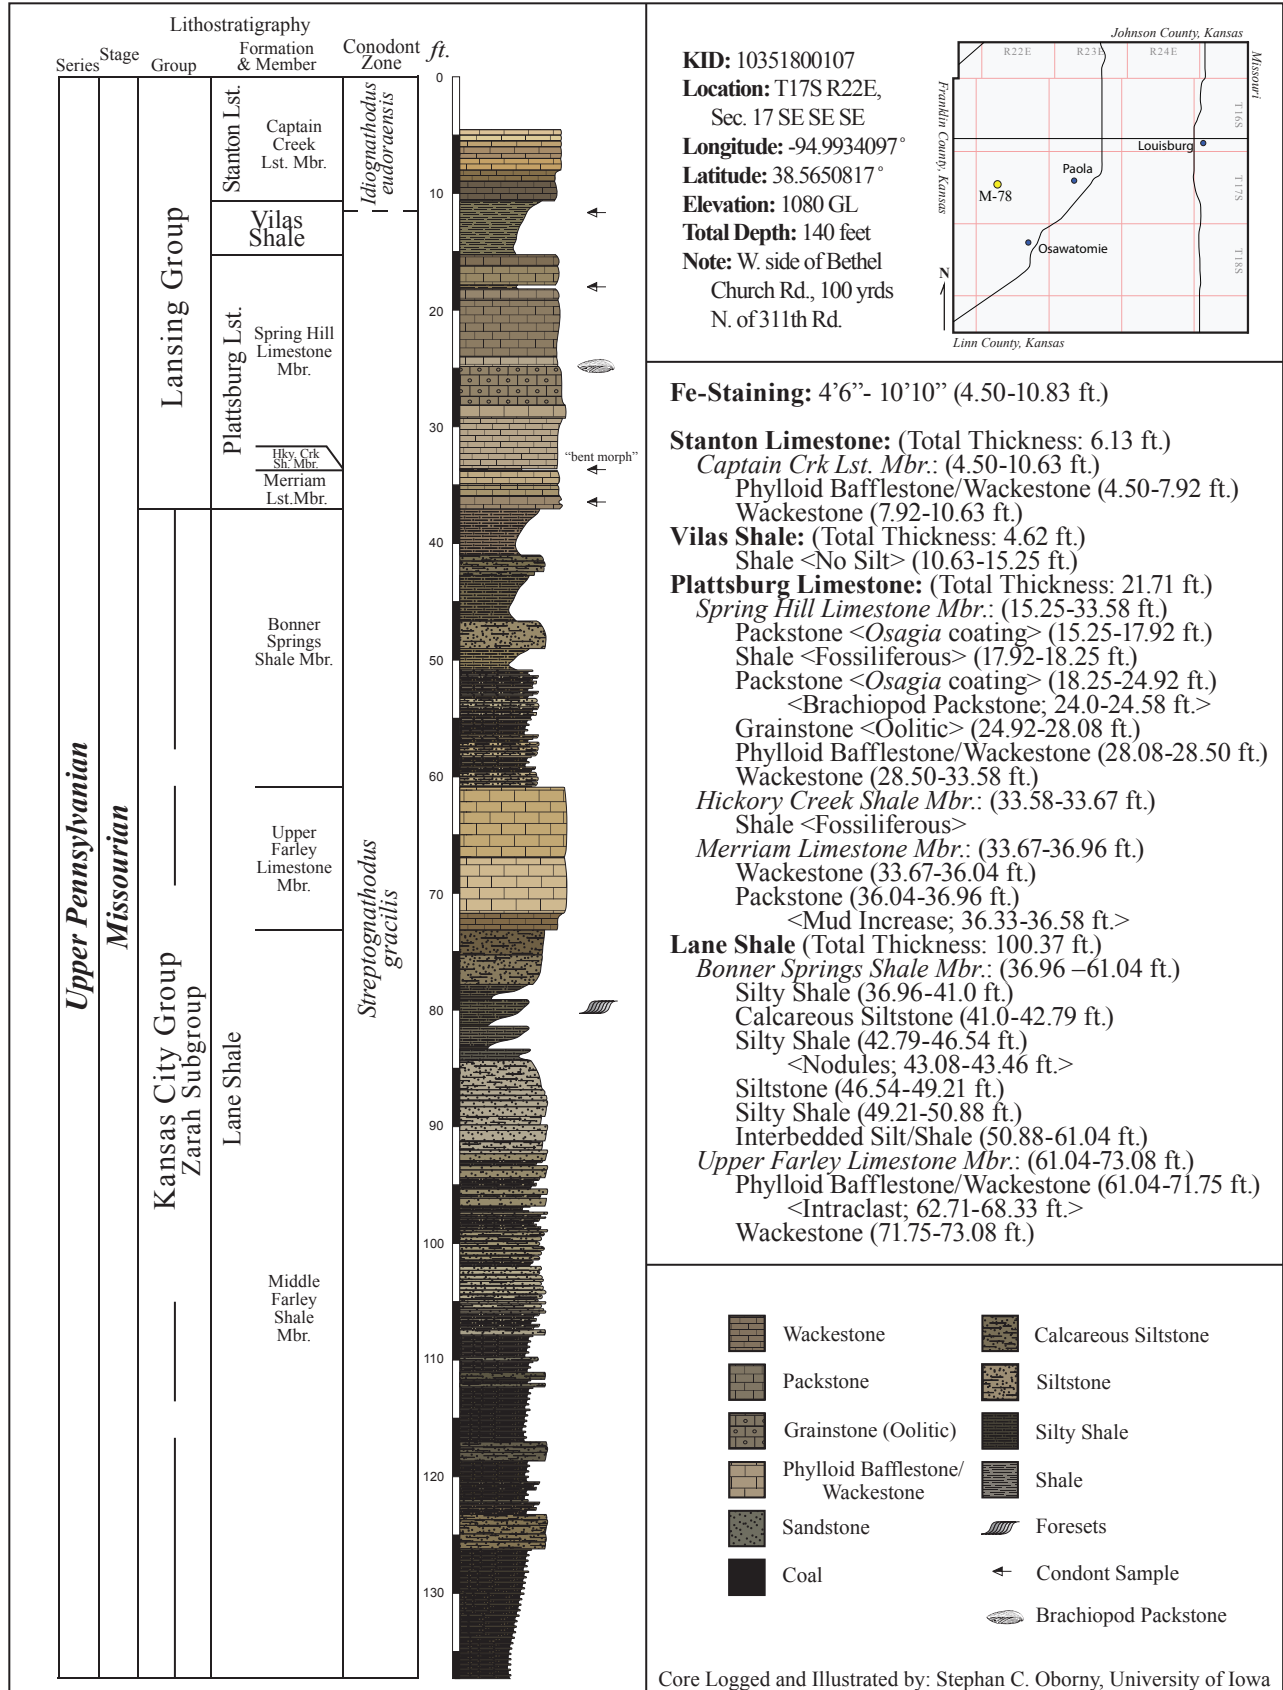 Lithostratigraphy
Series
Stage
Group
Formation
& Member
Conodont
Zone
ft.
Upper Pennsylvanian
Missourian
Lansing Group
Kansas City Group
Zarah Subgroup
Stanton Lst.
Captain
Creek
Lst. Mbr.
Vilas
Shale
Plattsburg Lst.
Spring Hill
Limestone
Mbr.
Hky. Crk
Sh. Mbr.
Merriam
Lst.Mbr.
Lane Shale
Bonner
Springs
Shale Mbr.
Upper
Farley
Limestone
Mbr.
Middle
Farley
Shale
Mbr.
Idiognathodus
eudoraensis
Streptognathodus
gracilis
0
10
20
30
40
50
60
70
80
90
100
110
120
130
“bent morph”
KID: 10351800107
Location: T17S R22E,
Sec. 17 SE SE SE
Longitude: -94.9934097°
Latitude: 38.5650817°
Elevation: 1080 GL
Total Depth: 140 feet
Note: W. side of Bethel
Church Rd., 100 yrds
N. of 311th Rd.
Johnson County, Kansas
R22E
R23E
R24E
Missouri
Franklin County, Kansas
T16S
T17S
T18S
Louisburg
Paola
M-78
Osawatomie
N
Linn County, Kansas
Fe-Staining: 4’6”- 10’10” (4.50-10.83 ft.)
Stanton Limestone: (Total Thickness: 6.13 ft.)
Captain Crk Lst. Mbr.: (4.50-10.63 ft.)
Phylloid Bafflestone/Wackestone (4.50-7.92 ft.)
Wackestone (7.92-10.63 ft.)
Vilas Shale: (Total Thickness: 4.62 ft.)
Shale <No Silt> (10.63-15.25 ft.)
Plattsburg Limestone: (Total Thickness: 21.71 ft.)
Spring Hill Limestone Mbr.: (15.25-33.58 ft.)
Packstone <Osagia coating> (15.25-17.92 ft.)
Shale <Fossiliferous> (17.92-18.25 ft.)
Packstone <Osagia coating> (18.25-24.92 ft.)
<Brachiopod Packstone; 24.0-24.58 ft.>
Grainstone <Oolitic> (24.92-28.08 ft.)
Phylloid Bafflestone/Wackestone (28.08-28.50 ft.)
Wackestone (28.50-33.58 ft.)
Hickory Creek Shale Mbr.: (33.58-33.67 ft.)
Shale <Fossiliferous>
Merriam Limestone Mbr.: (33.67-36.96 ft.)
Wackestone (33.67-36.04 ft.)
Packstone (36.04-36.96 ft.)
<Mud Increase; 36.33-36.58 ft.>
Lane Shale (Total Thickness: 100.37 ft.)
Bonner Springs Shale Mbr.: (36.96 –61.04 ft.)
Silty Shale (36.96-41.0 ft.)
Calcareous Siltstone (41.0-42.79 ft.)
Silty Shale (42.79-46.54 ft.)
<Nodules; 43.08-43.46 ft.>
Siltstone (46.54-49.21 ft.)
Silty Shale (49.21-50.88 ft.)
Interbedded Silt/Shale (50.88-61.04 ft.)
Upper Farley Limestone Mbr.: (61.04-73.08 ft.)
Phylloid Bafflestone/Wackestone (61.04-71.75 ft.)
<Intraclast; 62.71-68.33 ft.>
Wackestone (71.75-73.08 ft.)
Wackestone
Packstone
Grainstone (Oolitic)
Phylloid Bafflestone/
Wackestone
Sandstone
Coal
Calcareous Siltstone
Siltstone
Silty Shale
Shale
Foresets
Condont Sample
Brachiopod Packstone
Core Logged and Illustrated by: Stephan C. Oborny, University of Iowa